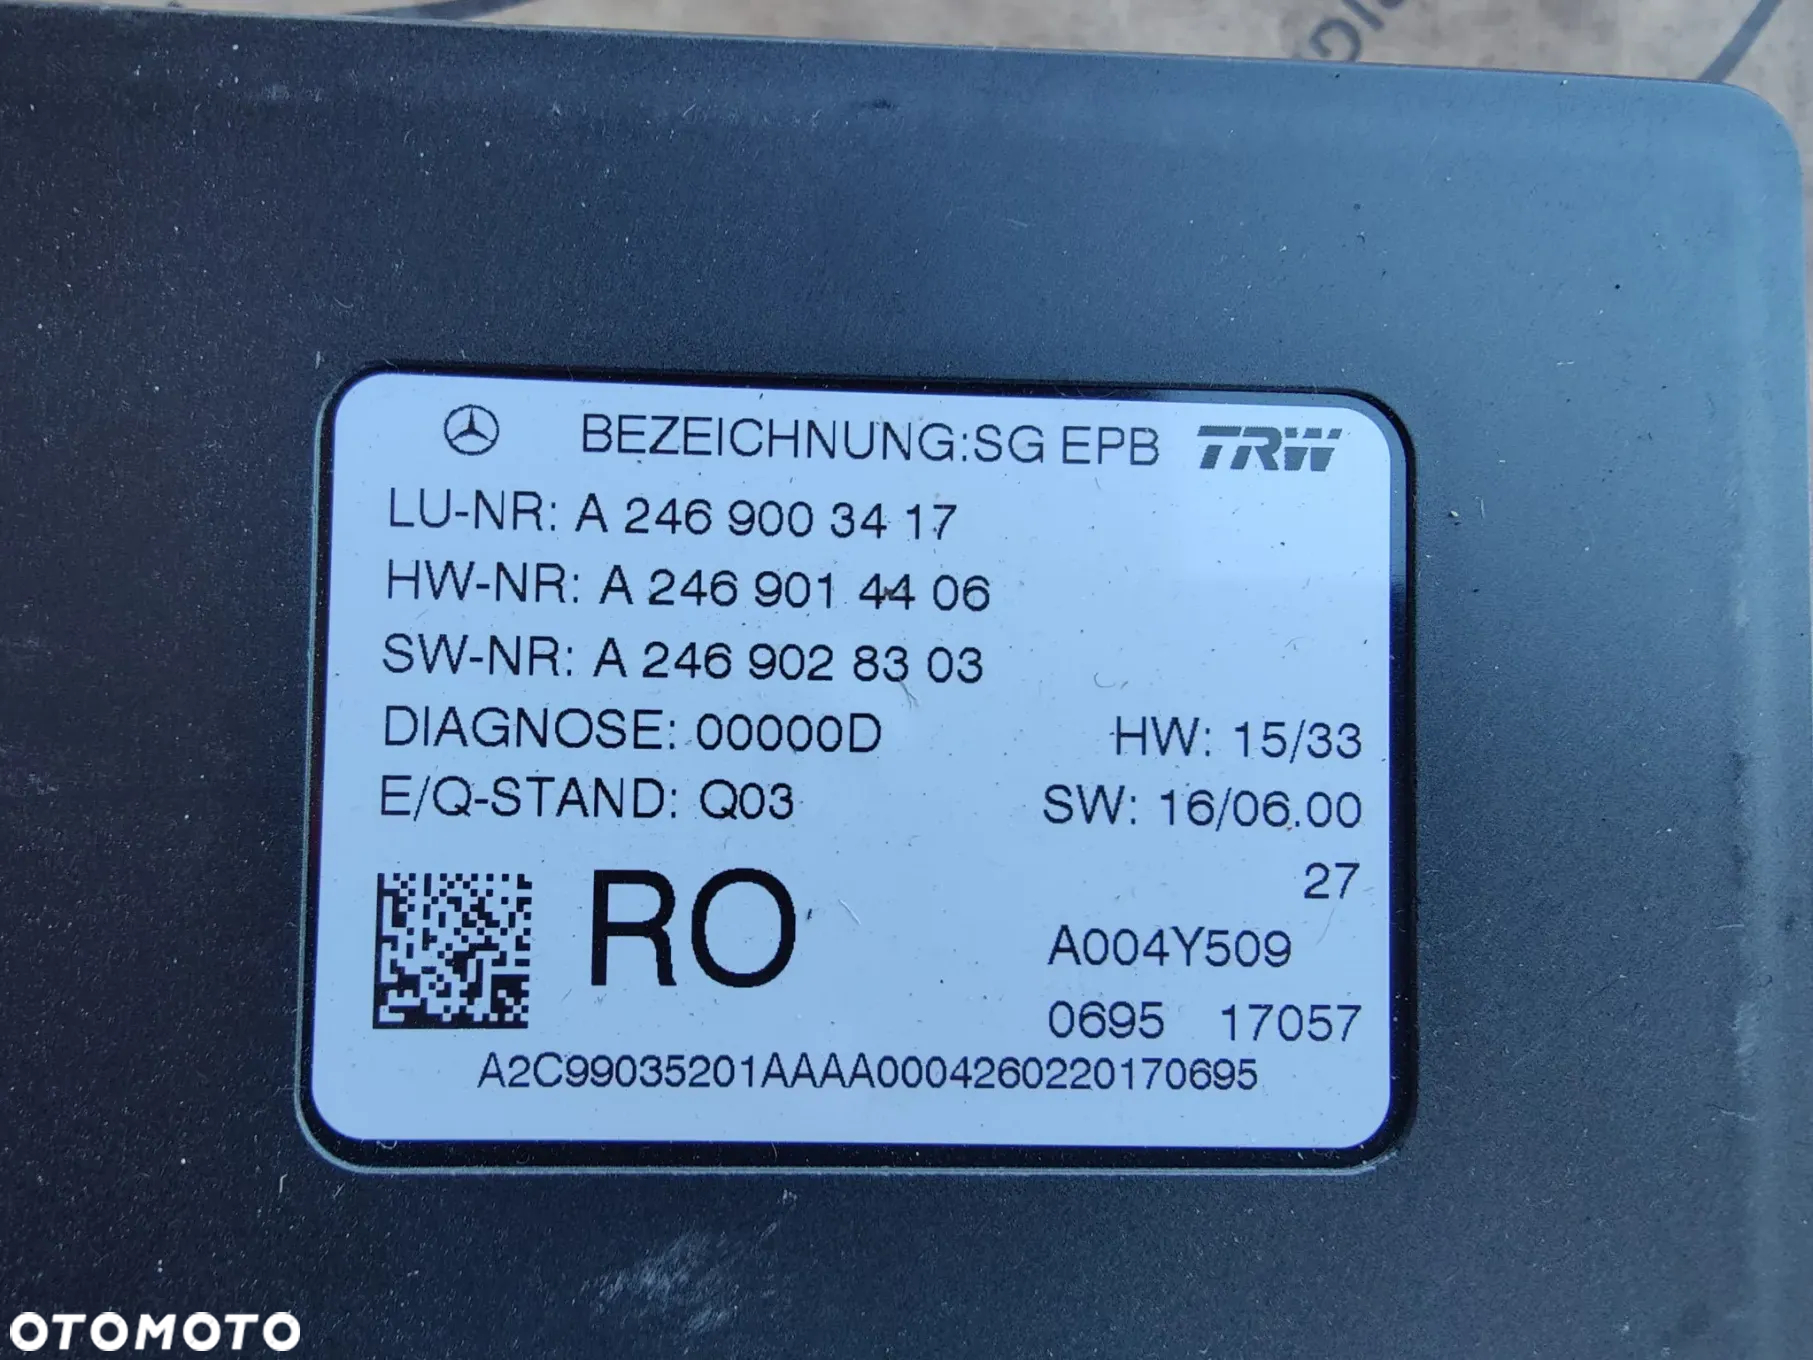 BEZEICHNUNG:SG EPB TRW
LU-NR: A 246 900 34 17
HW-NR: A 246 901 44 06
SW-NR: A 246 902 83 03
DIAGNOSE: 00000D HW: 15/33
E/Q-STAND: Q03 SW: 16/06.00
27
RO A004Y509
0695 17057
A2C99035201AAAA0004260220170695
OTOMOTO